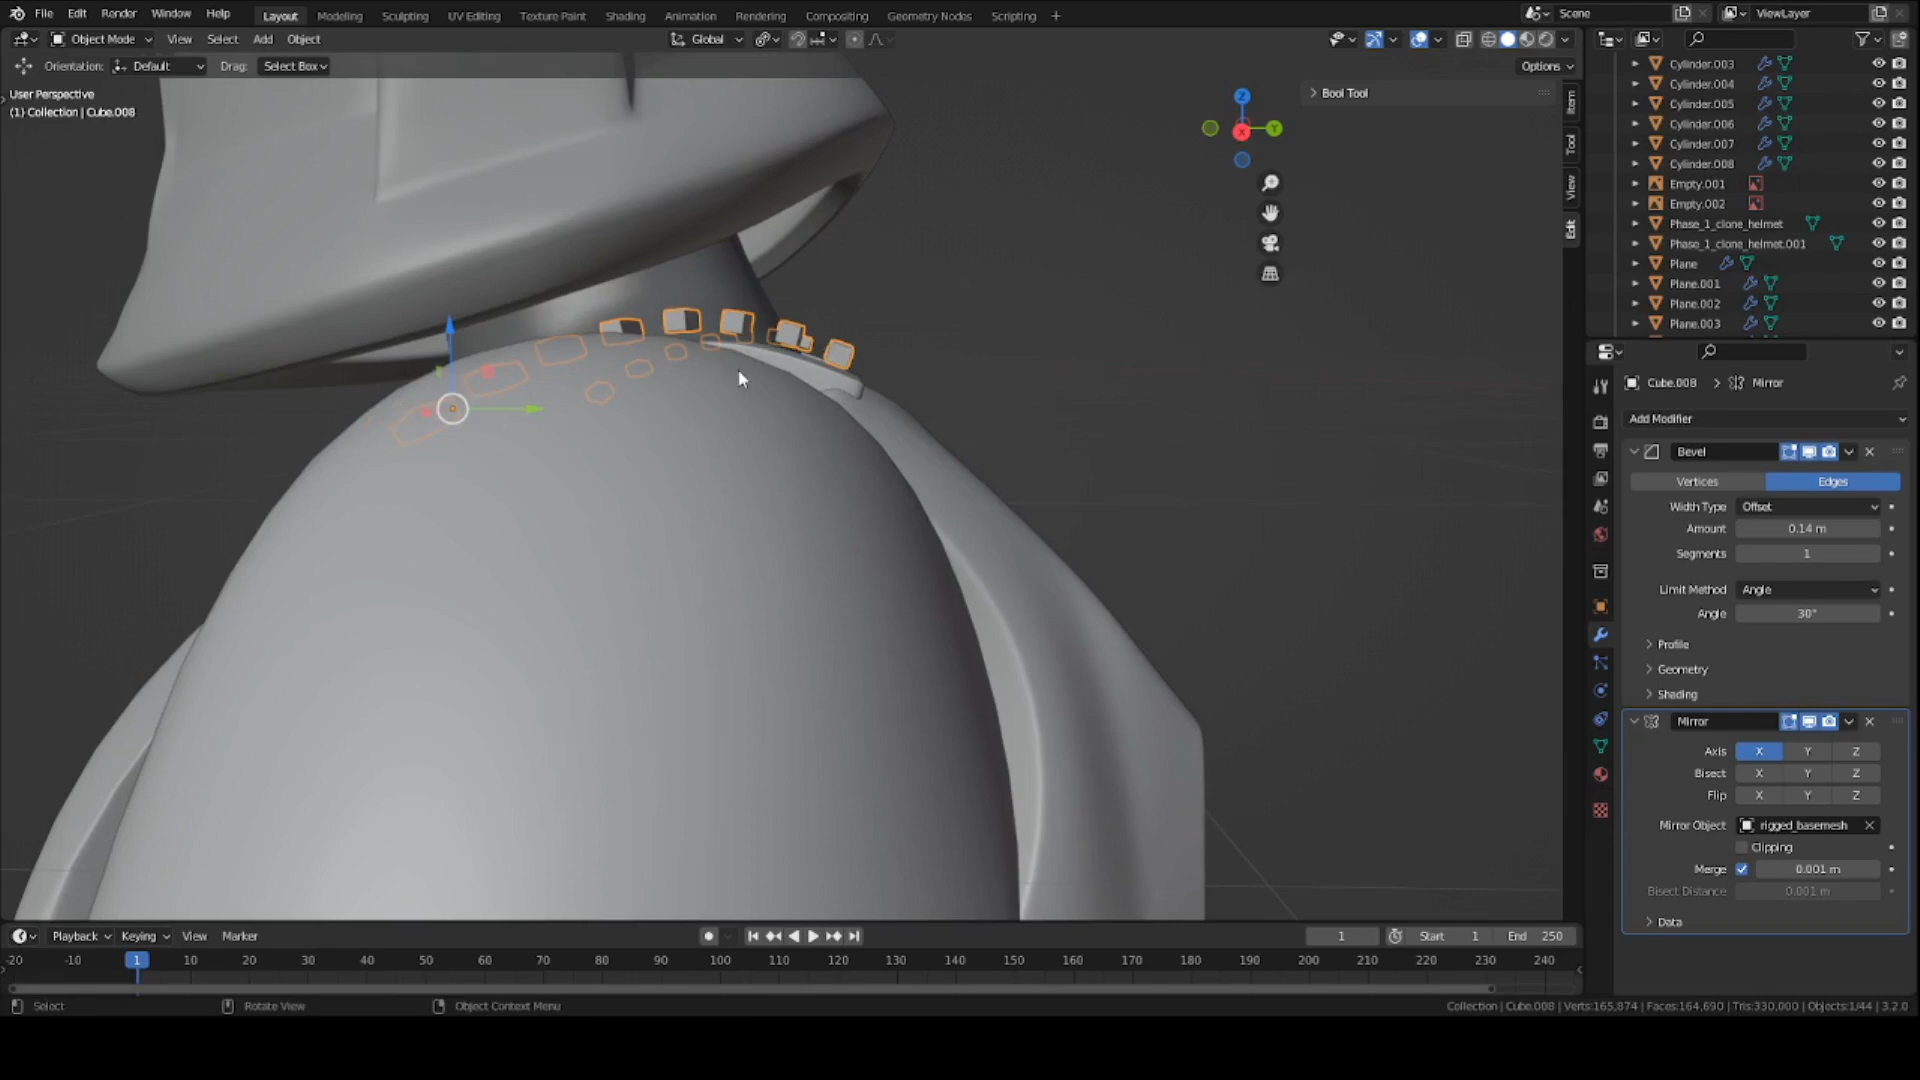 File Edit Render Window Help Layout Modeling Sculpting UV Editing Texture Paint Shading Animation Rendering Compositing Geometry Nodes Scripting + Scene ViewLayer
Object Mode View Select Add Object Global
Orientation: Default Drag: Select Box Options
User Perspective
(1) Collection | Cube.008
Bool Tool
Z
Y
X
Item
Tool
View
Edit
Cylinder.003
Cylinder.004
Cylinder.005
Cylinder.006
Cylinder.007
Cylinder.008
Empty.001
Empty.002
Phase_1_clone_helmet
Phase_1_clone_helmet.001
Plane
Plane.001
Plane.002
Plane.003
Cube.008 > Mirror
Add Modifier
Bevel
Vertices Edges
Width Type Offset
Amount 0.14 m
Segments 1
Limit Method Angle
Angle 30°
Profile
Geometry
Shading
Mirror
Axis X Y Z
Bisect X Y Z
Flip X Y Z
Mirror Object rigged_basemesh
Clipping
Merge 0.001 m
Bisect Distance 0.001 m
Data
Playback Keying View Marker 1 Start 1 End 250
-20 -10 1 10 20 30 40 50 60 70 80 90 100 110 120 130 140 150 160 170 180 190 200 210 220 230 240
Select Rotate View Object Context Menu Collection | Cube.008 | Verts:165,874 | Faces:164,690 | Tris:330,000 | Objects:1/44 | 3.2.0